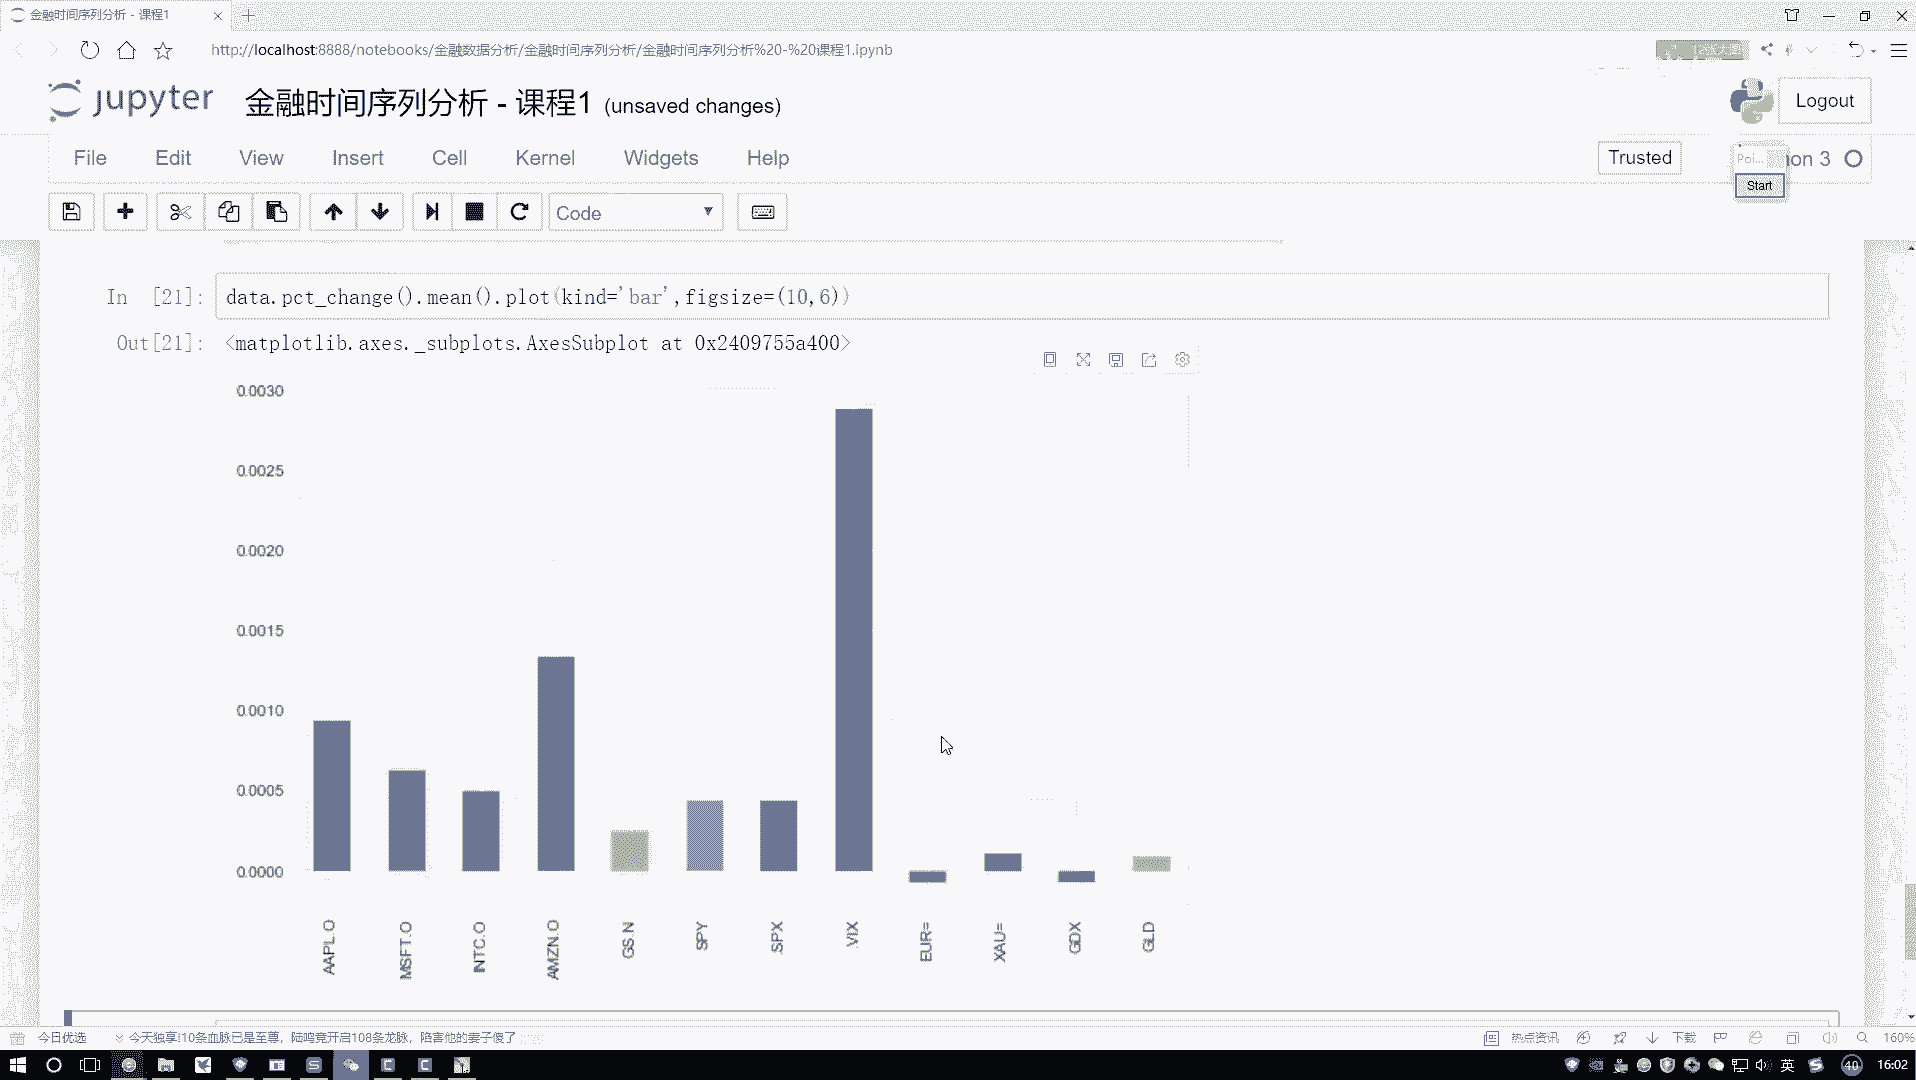 金融时间序列分析 - 课程1
http://localhost:8888/notebooks/金融数据分析/金融时间序列分析/金融时间序列分析%20-%20课程1.ipynb
jupyter 金融时间序列分析 - 课程1 (unsaved changes)
Logout
File Edit View Insert Cell Kernel Widgets Help
Trusted
Poi... on 3
Start
Code
In [21]: data.pct_change().mean().plot(kind='bar',figsize=(10,6))
Out[21]: <matplotlib.axes._subplots.AxesSubplot at 0x2409755a400>
0.0030
0.0025
0.0020
0.0015
0.0010
0.0005
0.0000
AAPL.O MSFT.O INTC.O AMZN.O GS.N SPY .SPX .VIX EUR= XAU= GDX GLD
今日优选 今天独享!10条血脉已是至尊，陆鸣竟开启108条龙脉，陷害他的妻子傻了
热点资讯 下载 160%
英 40 16:02